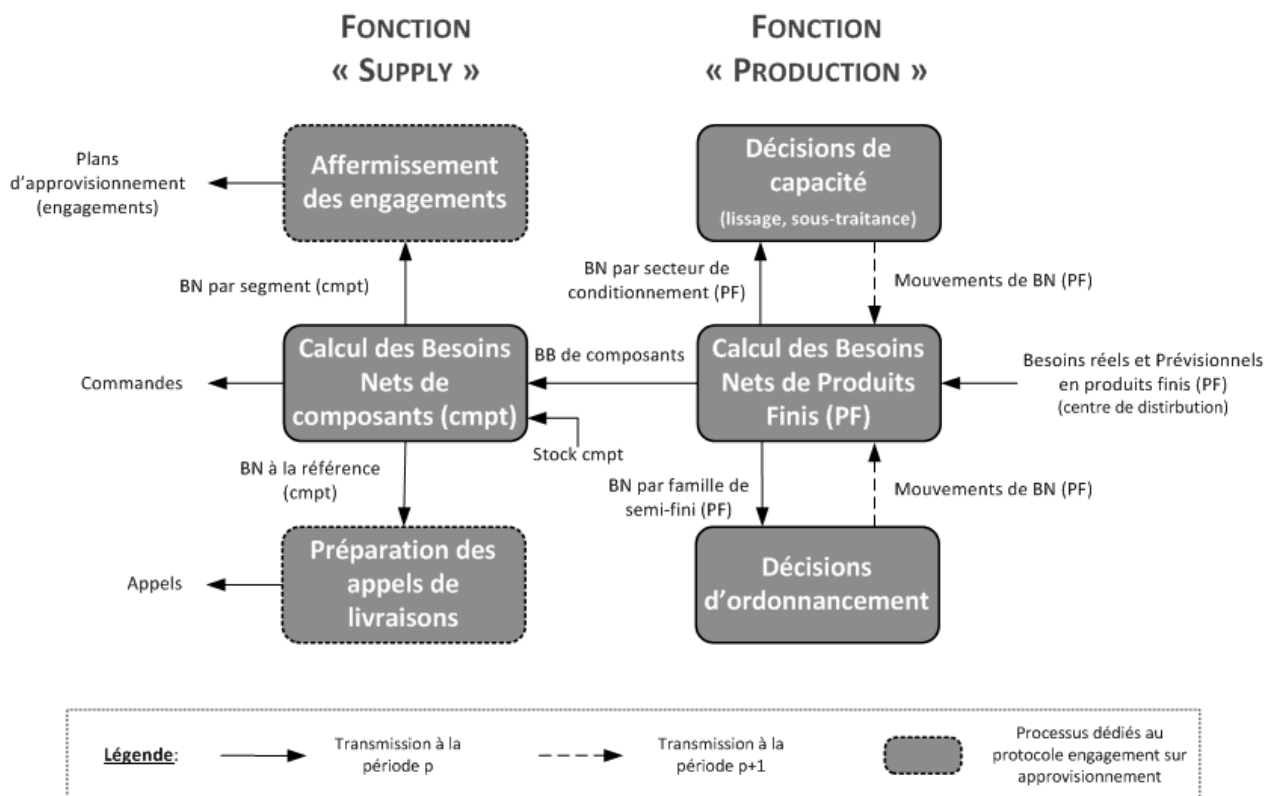 FONCTION
« SUPPLY »
FONCTION
« PRODUCTION »
Plans
d'approvisionnement
(engagements)
Affermissement
des engagements
Décisions de
capacité
(lissage, sous-traitance)
BN par segment (cmpt)
BN par secteur de
conditionnement (PF)
Mouvements de BN (PF)
Commandes
Calcul des Besoins
Nets de
composants (cmpt)
BB de composants
Calcul des Besoins
Nets de Produits
Finis (PF)
Besoins réels et Prévisionnels
en produits finis (PF)
(centre de distirbution)
Stock cmpt
BN à la référence
(cmpt)
BN par famille de
semi-fini (PF)
Mouvements de BN (PF)
Appels
Préparation des
appels de
livraisons
Décisions
d'ordonnancement
Légende:
Transmission à la
période p
Transmission à la
période p+1
Processus dédiés au
protocole engagement sur
approvisionnement